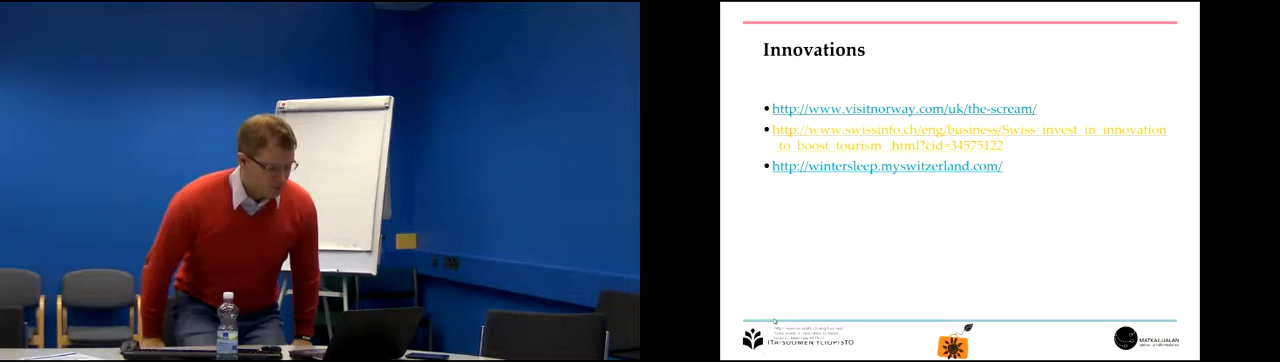 Innovations
•http://www.visitnorway.com/uk/the-scream/
•http://www.swissinfo.ch/eng/business/Swiss_invest_in_innovation
_to_boost_tourism_.html?cid=34575122
•http://wintersleep.myswitzerland.com/
ITÄ-SUOMEN YLIOPISTO
MATKAILUALAN